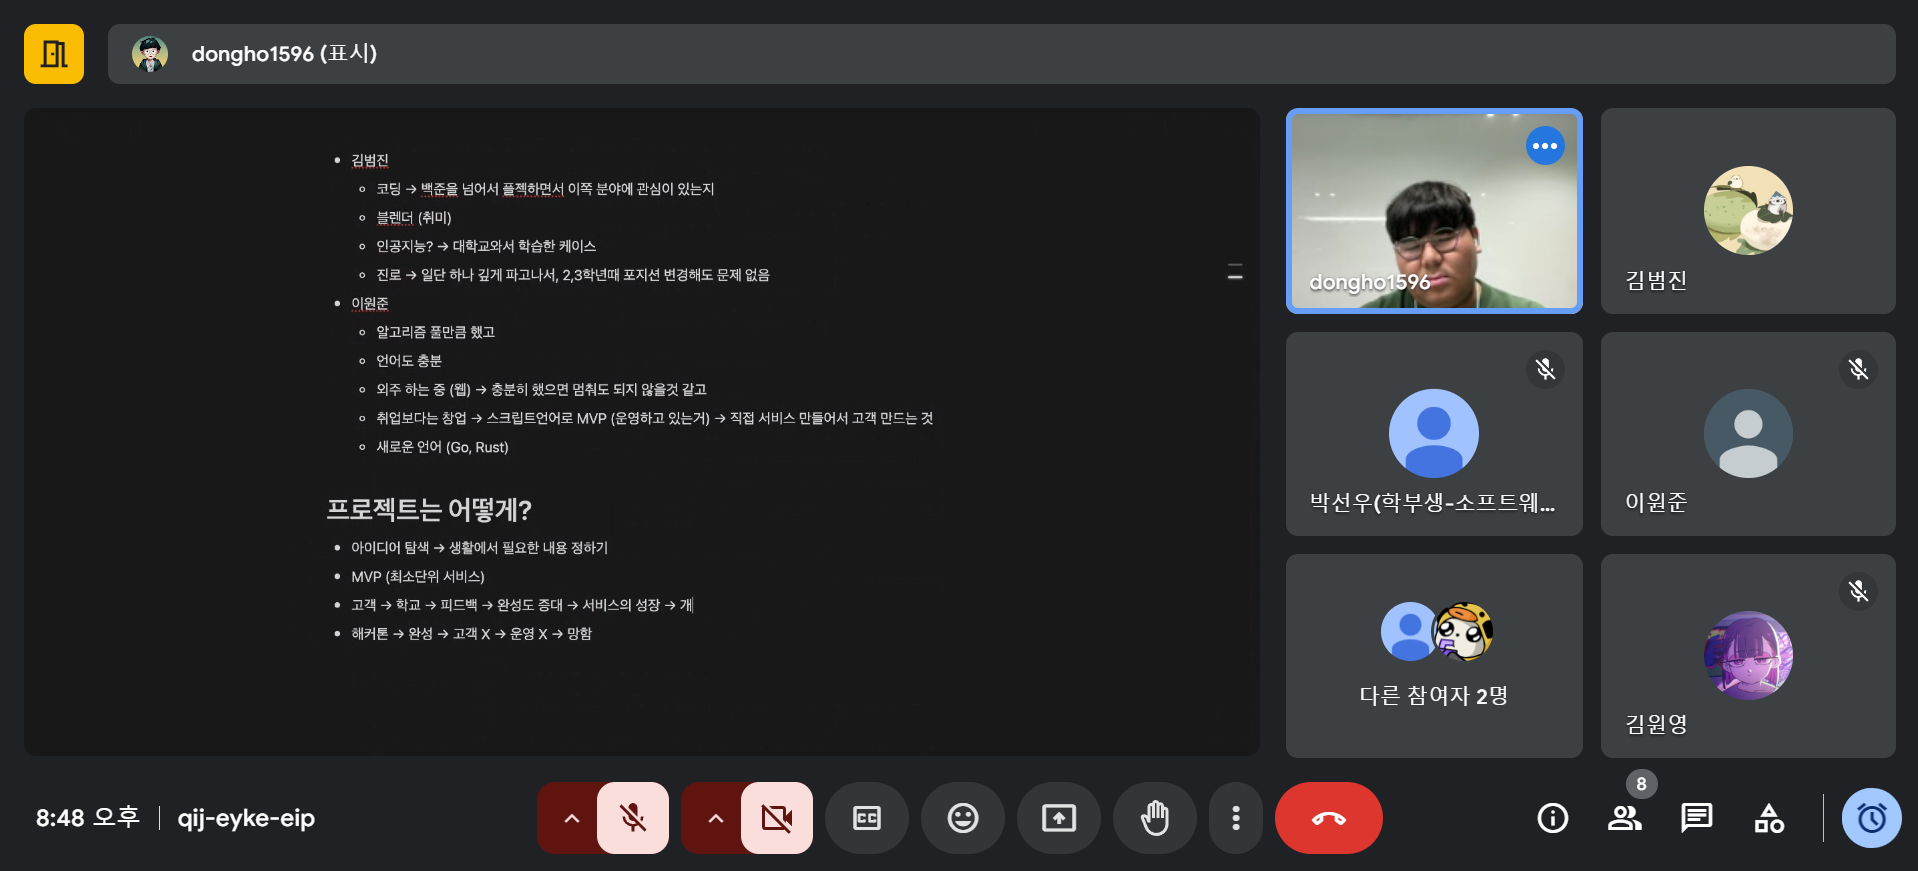 dongho1596 (표시)
김범진
코딩 → 백준을 넘어서 플젝하면서 이쪽 분야에 관심이 있는지
블렌더 (취미)
인공지능? → 대학교와서 학습한 케이스
진로 → 일단 하나 깊게 파고나서, 2,3학년때 포지션 변경해도 문제 없음
이원준
알고리즘 풀만큼 했고
언어도 충분
외주 하는 중 (웹) → 충분히 했으면 멈춰도 되지 않을것 같고
취업보다는 창업 → 스크립트언어로 MVP (운영하고 있는거) → 직접 서비스 만들어서 고객 만드는 것
새로운 언어 (Go, Rust)
프로젝트는 어떻게?
아이디어 탐색 → 생활에서 필요한 내용 정하기
MVP (최소단위 서비스)
고객 → 학교 → 피드백 → 완성도 증대 → 서비스의 성장 → 개
해커톤 → 완성 → 고객 X → 운영 X → 망함
dongho1596
김범진
박선우(학부생-소프트웨...
이원준
다른 참여자 2명
김원영
8:48 오후
qij-eyke-eip
CC
8